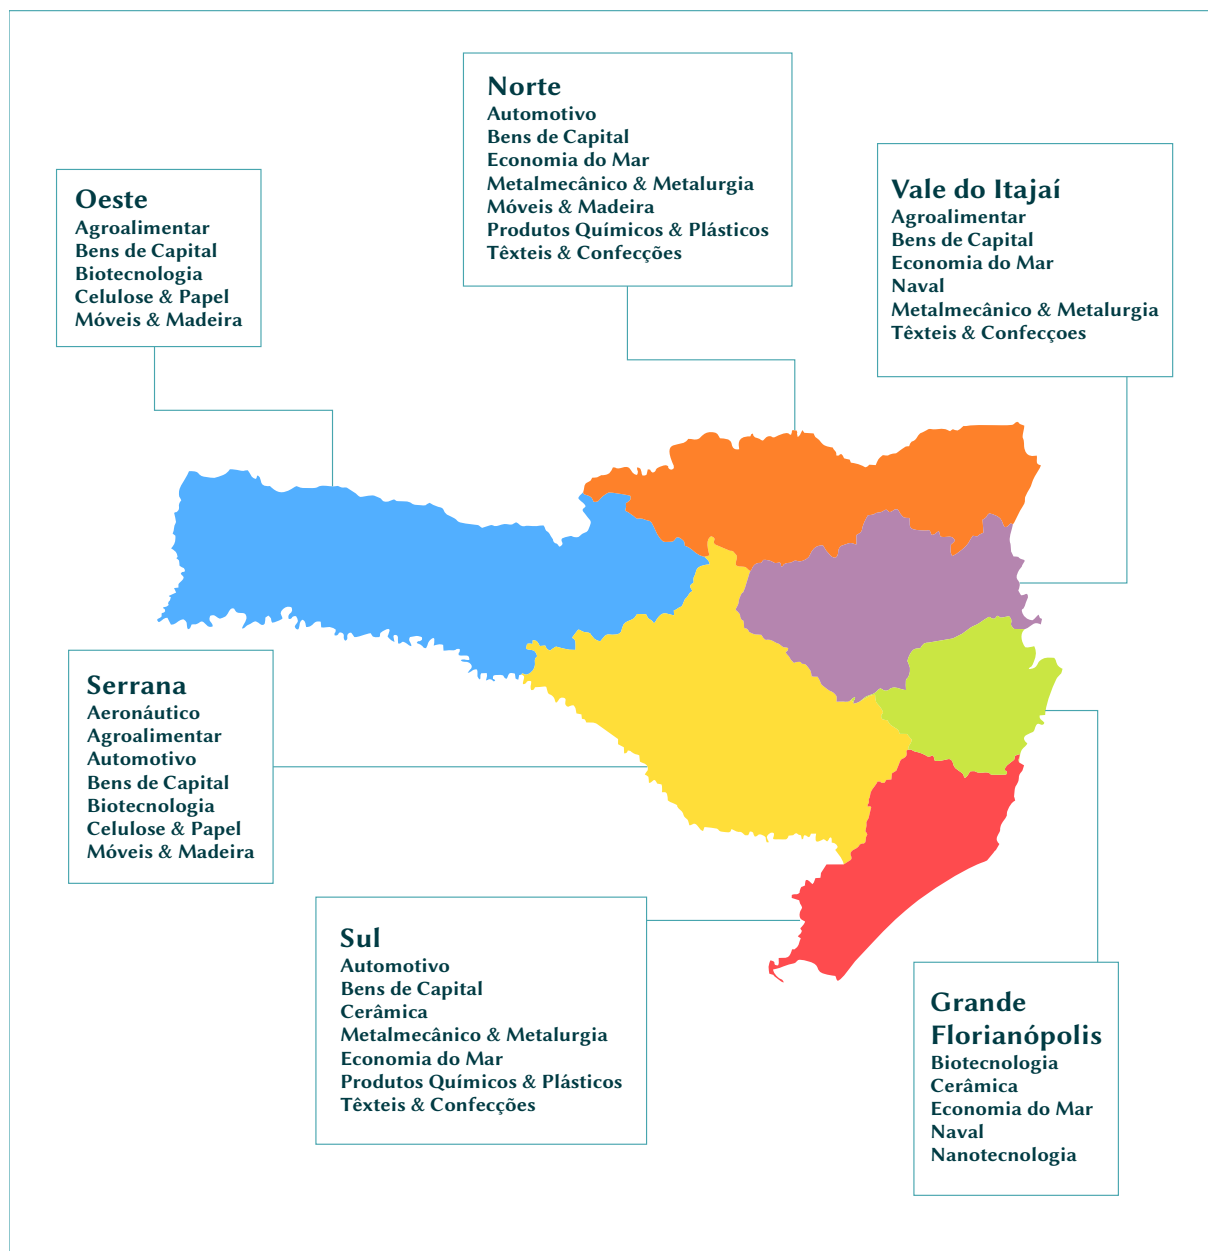 Norte
Automotivo
Bens de Capital
Economia do Mar
Metalmecânico & Metalurgia
Móveis & Madeira
Produtos Químicos & Plásticos
Têxteis & Confecções
Vale do Itajaí
Agroalimentar
Bens de Capital
Economia do Mar
Naval
Metalmecânico & Metalurgia
Têxteis & Confecçoes
Oeste
Agroalimentar
Bens de Capital
Biotecnologia
Celulose & Papel
Móveis & Madeira
Serrana
Aeronáutico
Agroalimentar
Automotivo
Bens de Capital
Biotecnologia
Celulose & Papel
Móveis & Madeira
Sul
Automotivo
Bens de Capital
Cerâmica
Metalmecânico & Metalurgia
Economia do Mar
Produtos Químicos & Plásticos
Têxteis & Confecções
Grande
Florianópolis
Biotecnologia
Cerâmica
Economia do Mar
Naval
Nanotecnologia